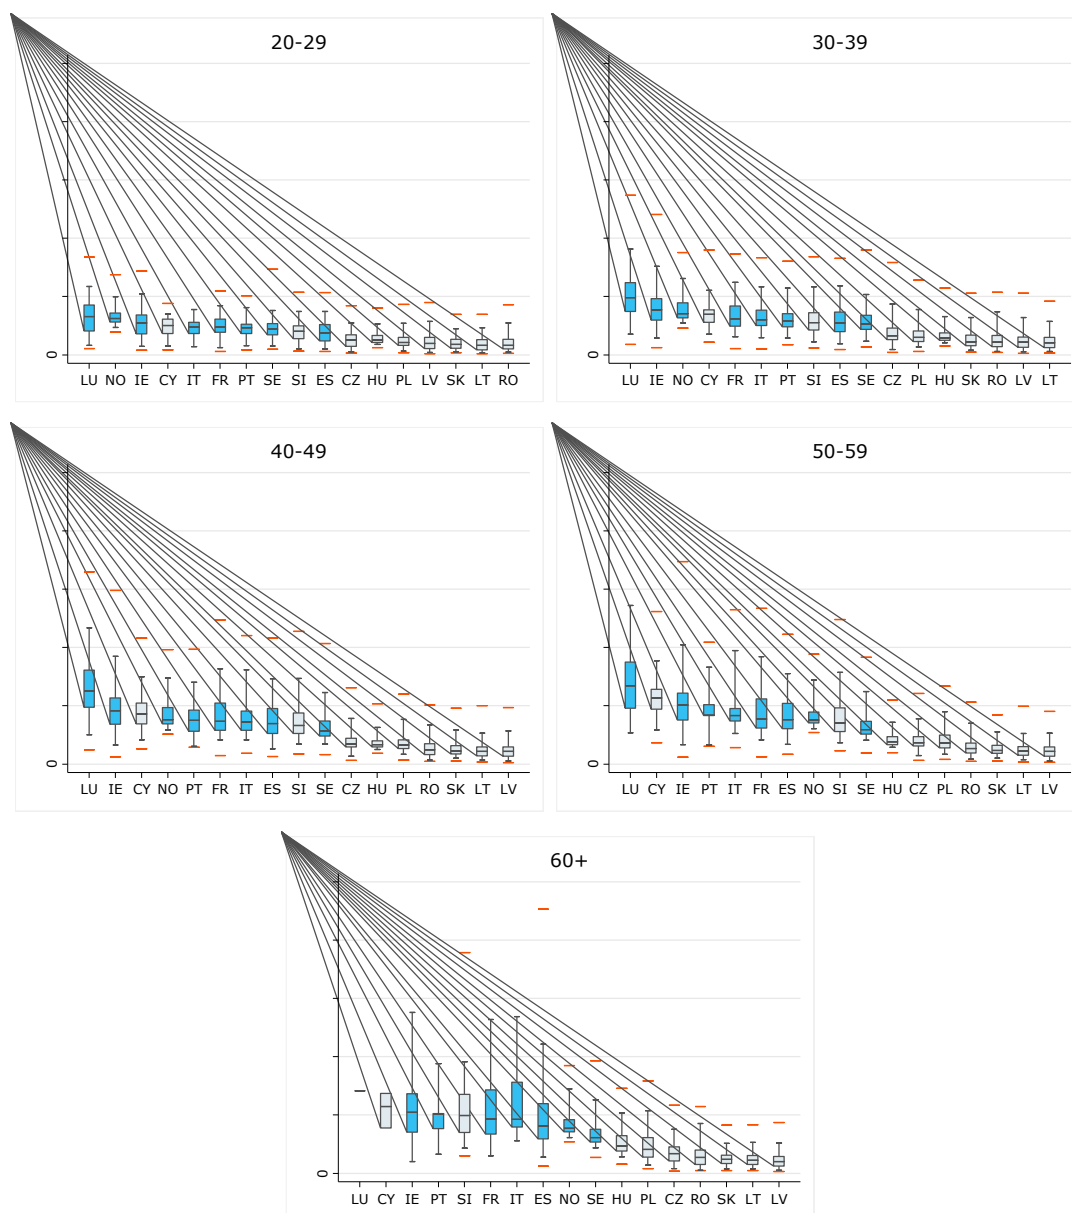 20-29
30-39
0
0
LU NO IE CY IT FR PT SE SI ES CZ HU PL LV SK LT RO
LU IE NO CY FR IT PT SI ES SE CZ PL HU SK RO LV LT
40-49
50-59
0
0
LU IE CY NO PT FR IT ES SI SE CZ HU PL RO SK LT LV
LU CY IE PT IT FR ES NO SI SE HU CZ PL RO SK LT LV
60+
0
LU CY IE PT SI FR IT ES NO SE HU PL CZ RO SK LT LV